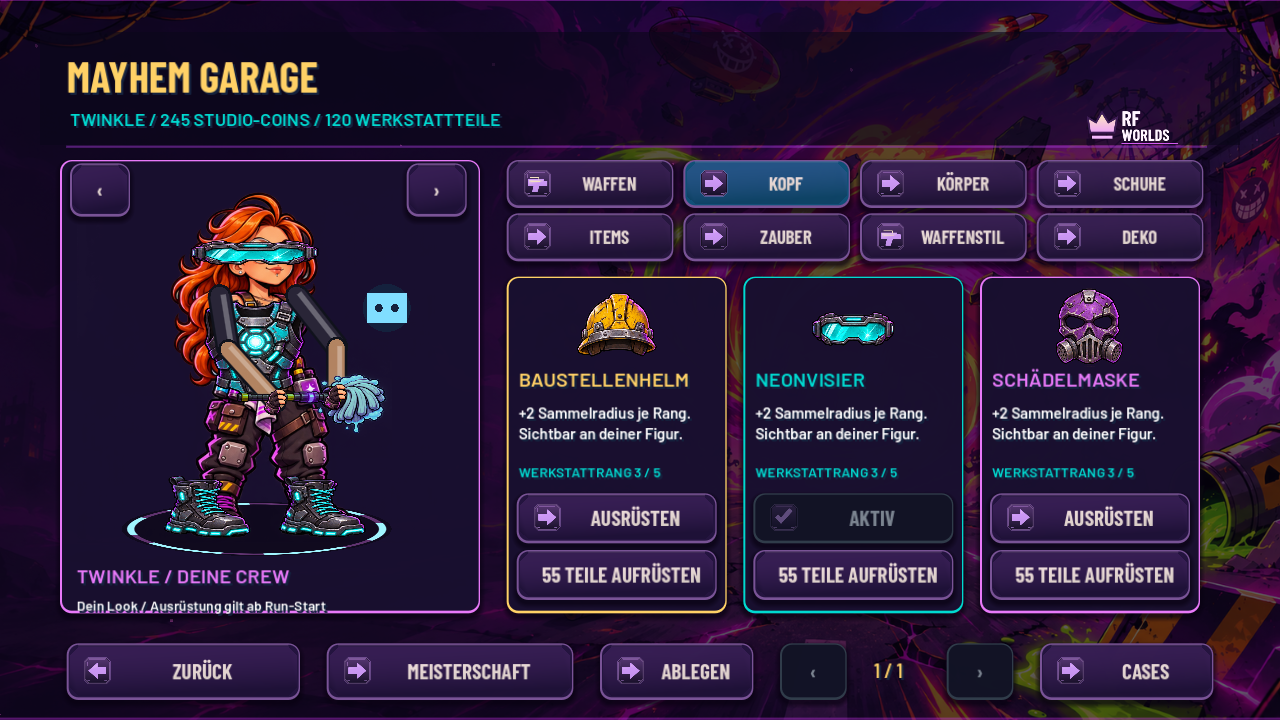 MAYHEM GARAGE
TWINKLE / 245 STUDIO-COINS / 120 WERKSTATTTEILE
RF
WORLDS
‹
›
WAFFEN
KOPF
KÖRPER
SCHUHE
ITEMS
ZAUBER
WAFFENSTIL
DEKO
BAUSTELLENHELM
+2 Sammelradius je Rang.
Sichtbar an deiner Figur.
WERKSTATTRANG 3 / 5
AUSRÜSTEN
55 TEILE AUFRÜSTEN
NEONVISIER
+2 Sammelradius je Rang.
Sichtbar an deiner Figur.
WERKSTATTRANG 3 / 5
AKTIV
55 TEILE AUFRÜSTEN
SCHÄDELMASKE
+2 Sammelradius je Rang.
Sichtbar an deiner Figur.
WERKSTATTRANG 3 / 5
AUSRÜSTEN
55 TEILE AUFRÜSTEN
TWINKLE / DEINE CREW
Dein Look / Ausrüstung gilt ab Run-Start
ZURÜCK
MEISTERSCHAFT
ABLEGEN
‹
1 / 1
›
CASES